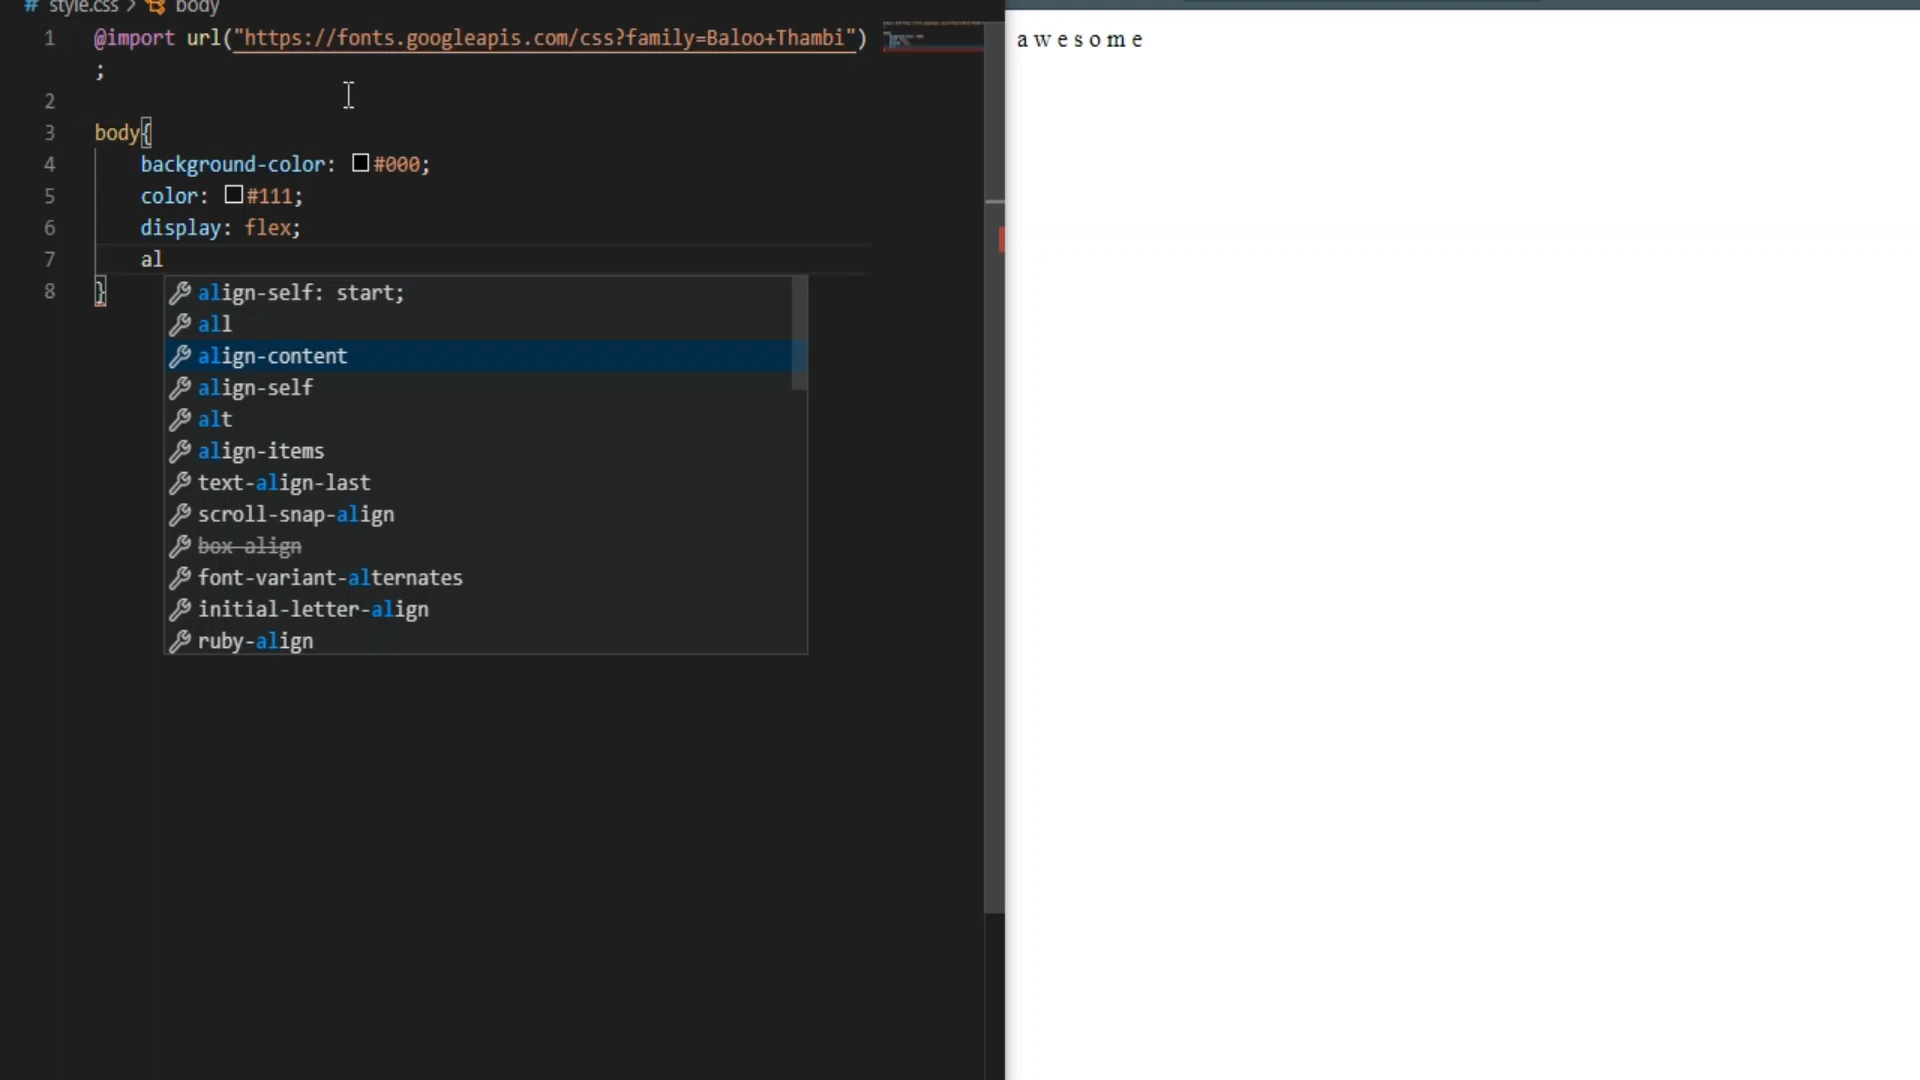 # style.css > body
1 @import url("https://fonts.googleapis.com/css?family=Baloo+Thambi")
;
2
3 body{
4 background-color: #000;
5 color: #111;
6 display: flex;
7 al
8 }
align-self: start;
all
align-content
align-self
alt
align-items
text-align-last
scroll-snap-align
box-align
font-variant-alternates
initial-letter-align
ruby-align
a w e s o m e